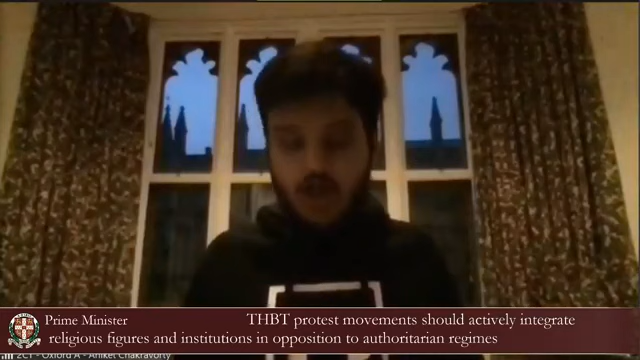 Prime Minister
THBT protest movements should actively integrate
religious figures and institutions in opposition to authoritarian regimes
Oxford A - Aniket Chakravorty